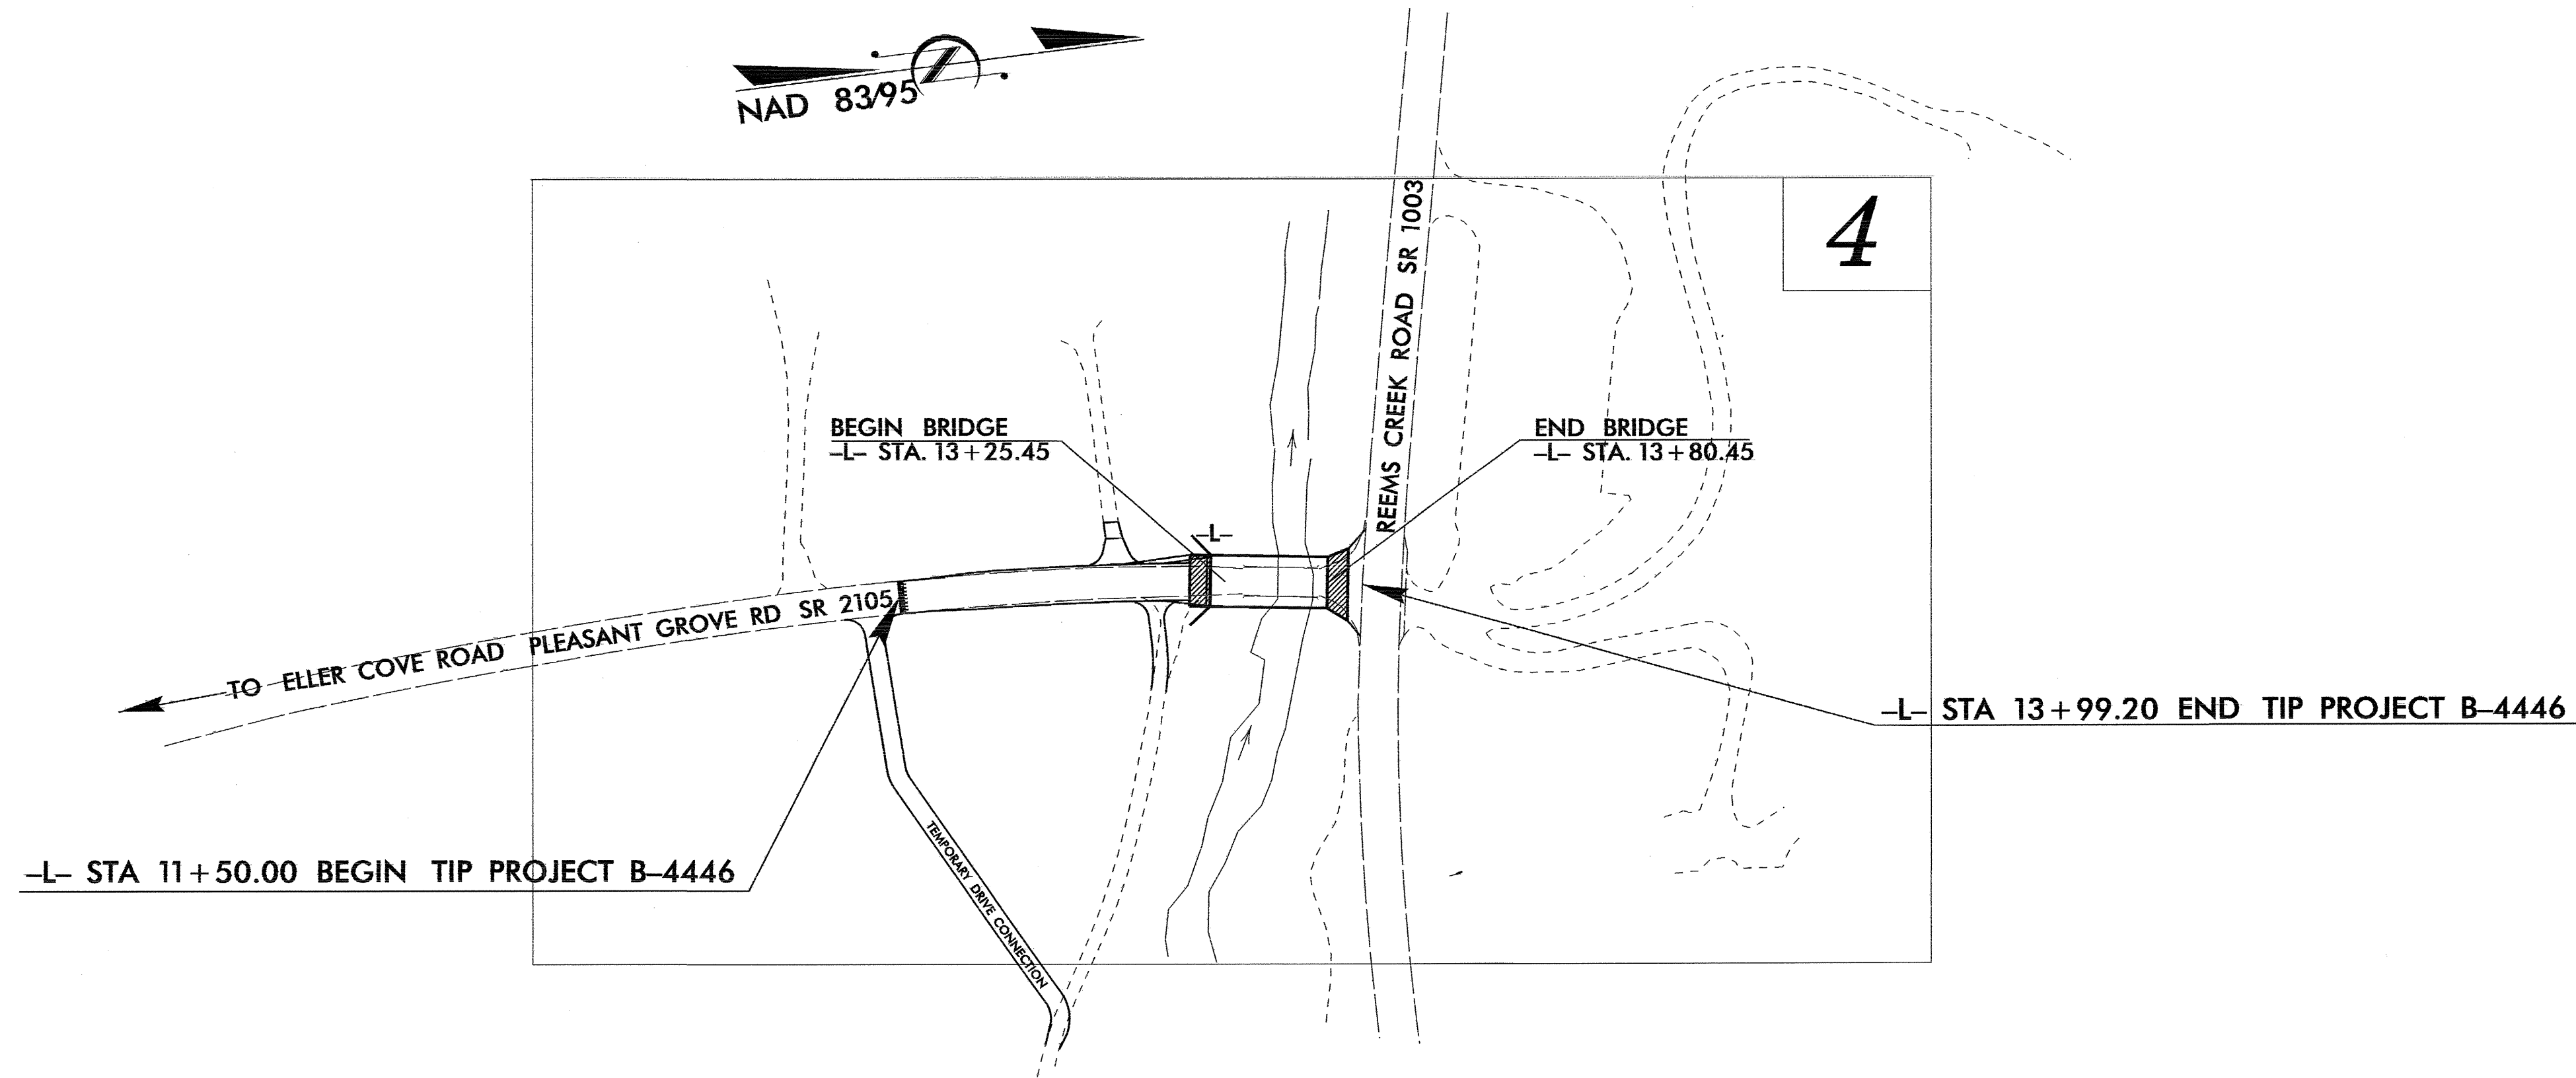 NAD 83/95
4
REEMS CREEK ROAD SR 1003
BEGIN BRIDGE
-L- STA. 13+25.45
END BRIDGE
-L- STA. 13+80.45
-L-
TO ELLER COVE ROAD PLEASANT GROVE RD SR 2105
-L- STA 13+99.20 END TIP PROJECT B-4446
-L- STA 11+50.00 BEGIN TIP PROJECT B-4446
TEMPORARY DRIVE CONNECTION